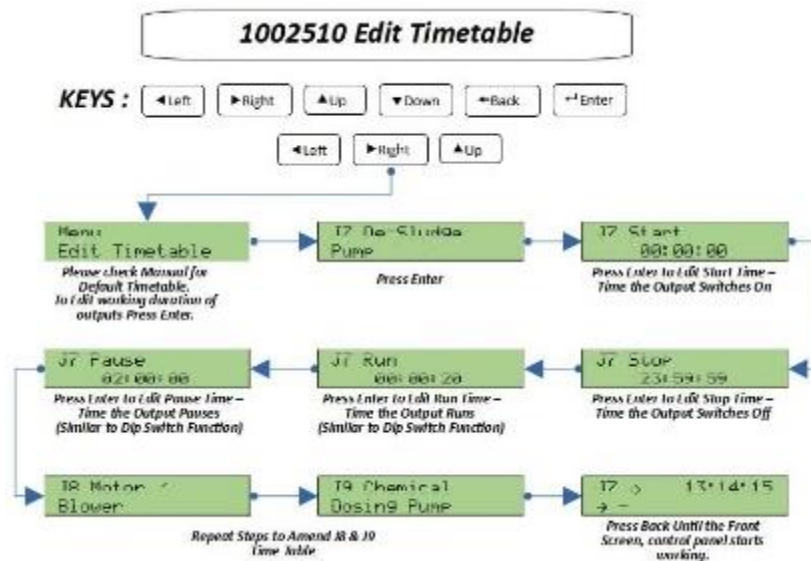 1002510 Edit Timetable
KEYS : ◄Left ►Right ▲Up ▼Down ←Back ↵Enter
◄Left ►Right ▲Up
Menu
Edit Timetable
Please check Manual for
Default Timetable.
To Edit working duration of
outputs Press Enter.
J7 De-Sludge
Pump
Press Enter
J7 Start
00:00:00
Press Enter to Edit Start Time –
Time the Output Switches On
J7 Stop
23:59:59
Press Enter to Edit Stop Time –
Time the Output Switches Off
J7 Run
00:00:20
Press Enter to Edit Run Time –
Time the Output Runs
(Similar to Dip Switch Function)
J7 Pause
02:00:00
Press Enter to Edit Pause Time –
Time the Output Pauses
(Similar to Dip Switch Function)
J8 Motor /
Blower
J9 Chemical
Dosing Pump
Repeat Steps to Amend J8 & J9
Time Table
J7 > 13:14:15
→ –
Press Back Until the Front
Screen, control panel starts
working.